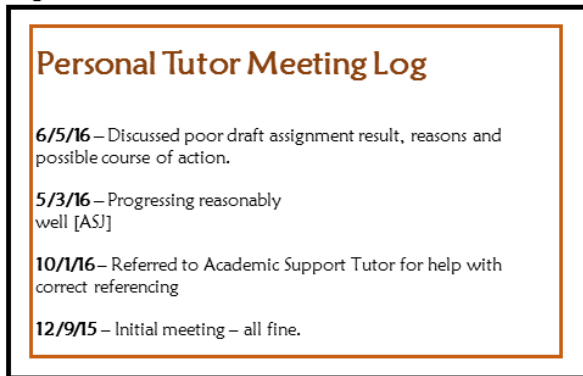 Personal Tutor Meeting Log
6/5/16 – Discussed poor draft assignment result, reasons and
possible course of action.
5/3/16 – Progressing reasonably
well [ASJ]
10/1/16 – Referred to Academic Support Tutor for help with
correct referencing
12/9/15 – Initial meeting – all fine.